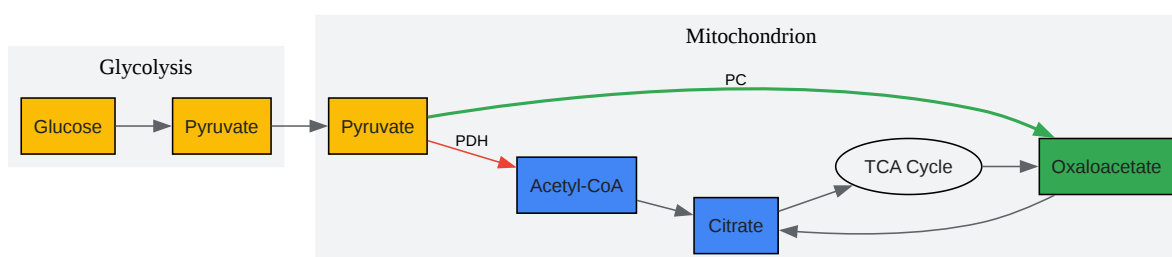 Mitochondrion
Glycolysis
PC
Glucose
Pyruvate
Pyruvate
PDH
TCA Cycle
Oxaloacetate
Acetyl-CoA
Citrate